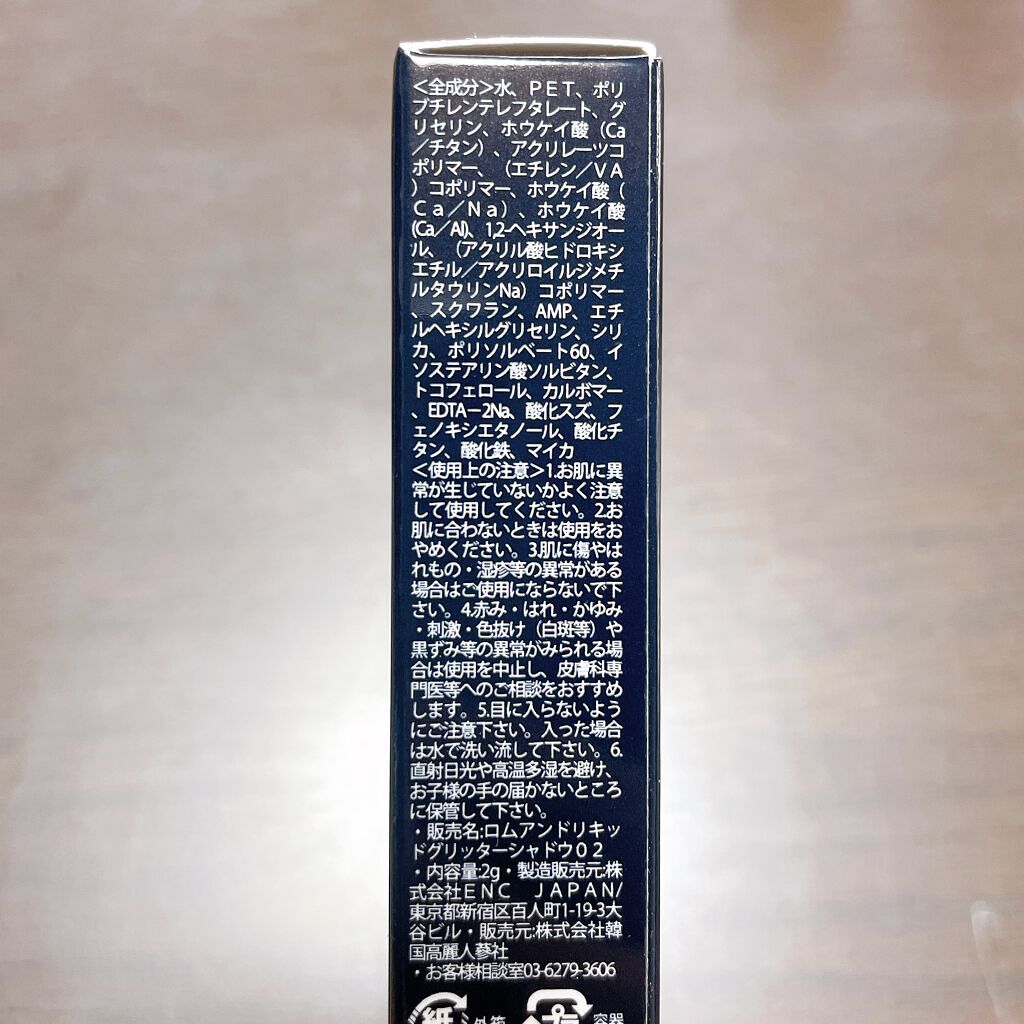 ＜全成分＞水、ＰＥＴ、ポリ
ブチレンテレフタレート、グ
リセリン、ホウケイ酸（Ca
／チタン）、アクリレーツコ
ポリマー、（エチレン／ＶＡ
）コポリマー、ホウケイ酸（
Ｃａ／Ｎａ）、ホウケイ酸
(Ca／Al)、1,2-ヘキサンジオー
ル、（アクリル酸ヒドロキシ
エチル／アクリロイルジメチ
ルタウリンNa）コポリマー
、スクワラン、AMP、エチ
ルヘキシルグリセリン、シリ
カ、ポリソルベート60、イ
ソステアリン酸ソルビタン、
トコフェロール、カルボマー
、EDTA－2Na、酸化スズ、フ
ェノキシエタノール、酸化チ
タン、酸化鉄、マイカ
＜使用上の注意＞1.お肌に異
常が生じていないかよく注意
して使用してください。2.お
肌に合わないときは使用をお
やめください。3.肌に傷やは
れもの・湿疹等の異常がある
場合はご使用にならないで下
さい。4.赤み・はれ・かゆみ
・刺激・色抜け（白斑等）や
黒ずみ等の異常がみられる場
合は使用を中止し、皮膚科専
門医等へのご相談をおすすめ
します。5.目に入らないよう
にご注意下さい。入った場合
は水で洗い流して下さい。6.
直射日光や高温多湿を避け、
お子様の手の届かないところ
に保管して下さい。
・販売名:ロムアンドリキッ
ドグリッターシャドウ０２
・内容量:2g・製造販売元:株
式会社ＥＮＣ　ＪＡＰＡＮ/
東京都新宿区百人町1-19-3大
谷ビル・販売元:株式会社韓
国高麗人蔘社
・お客様相談室03-6279-3606
紙 外箱 プラ 容器